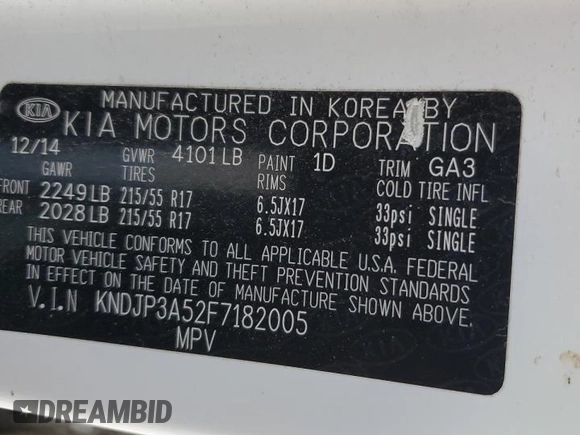 KIA
MANUFACTURED IN KOREA BY
KIA MOTORS CORPORATION
12/14 GVWR 4101 LB PAINT 1D TRIM GA3
GAWR TIRES RIMS COLD TIRE INFL
FRONT 2249 LB 215/55 R17 6.5JX17 33psi SINGLE
REAR 2028 LB 215/55 R17 6.5JX17 33psi SINGLE
THIS VEHICLE CONFORMS TO ALL APPLICABLE U.S.A. FEDERAL
MOTOR VEHICLE SAFETY AND THEFT PREVENTION STANDARDS
IN EFFECT ON THE DATE OF MANUFACTURE SHOWN ABOVE.
V.I.N KNDJP3A52F7182005
MPV
DREAMBID